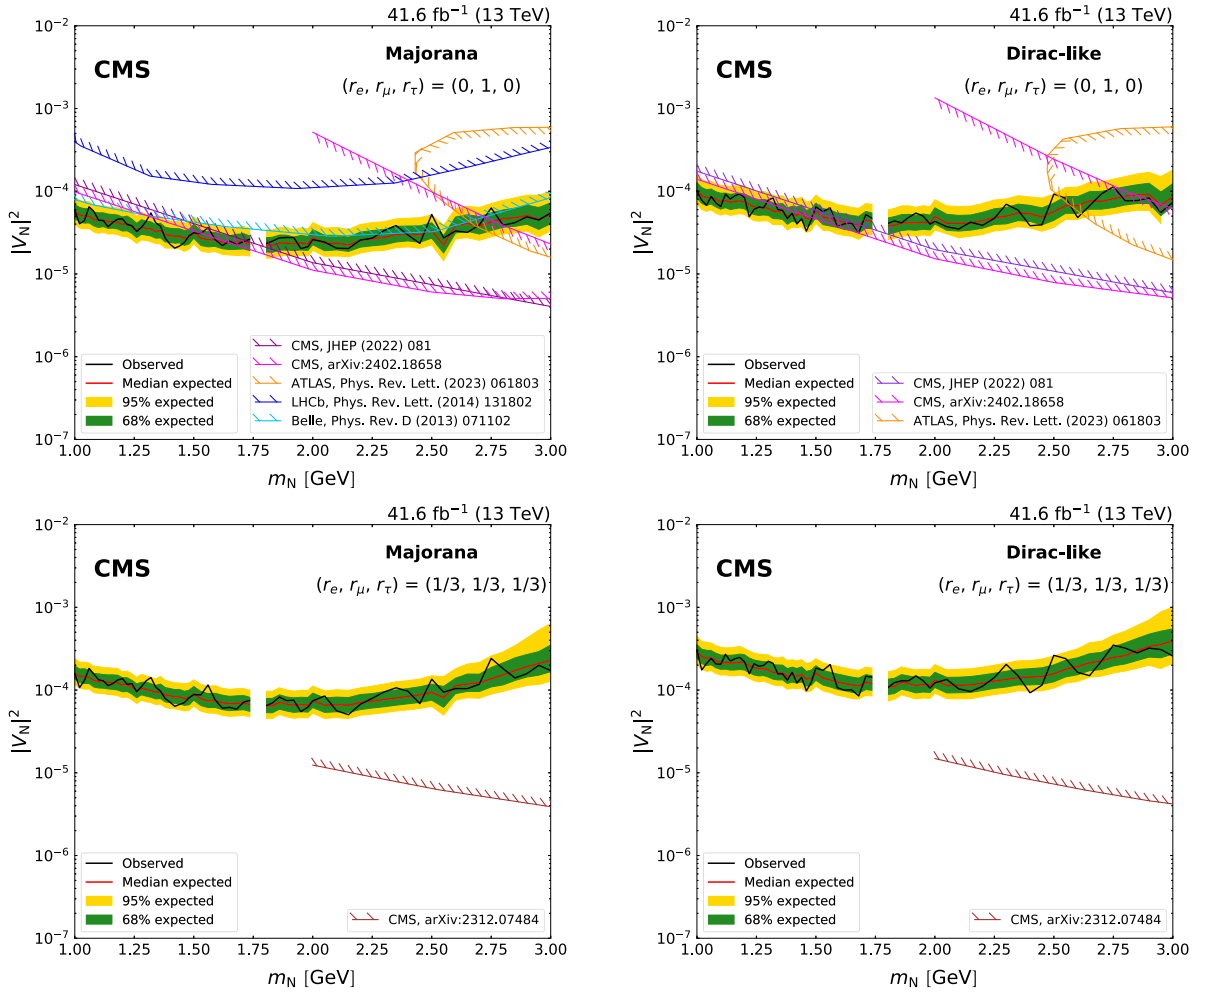 41.6 fb⁻¹ (13 TeV)
CMS
Majorana
(r_e, r_μ, r_τ) = (0, 1, 0)
10⁻²
10⁻³
10⁻⁴
10⁻⁵
10⁻⁶
10⁻⁷
|V_N|²
Observed
Median expected
95% expected
68% expected
CMS, JHEP (2022) 081
CMS, arXiv:2402.18658
ATLAS, Phys. Rev. Lett. (2023) 061803
LHCb, Phys. Rev. Lett. (2014) 131802
Belle, Phys. Rev. D (2013) 071102
1.00 1.25 1.50 1.75 2.00 2.25 2.50 2.75 3.00
m_N [GeV]
41.6 fb⁻¹ (13 TeV)
CMS
Dirac-like
(r_e, r_μ, r_τ) = (0, 1, 0)
10⁻²
10⁻³
10⁻⁴
10⁻⁵
10⁻⁶
10⁻⁷
|V_N|²
Observed
Median expected
95% expected
68% expected
CMS, JHEP (2022) 081
CMS, arXiv:2402.18658
ATLAS, Phys. Rev. Lett. (2023) 061803
1.00 1.25 1.50 1.75 2.00 2.25 2.50 2.75 3.00
m_N [GeV]
41.6 fb⁻¹ (13 TeV)
CMS
Majorana
(r_e, r_μ, r_τ) = (1/3, 1/3, 1/3)
10⁻²
10⁻³
10⁻⁴
10⁻⁵
10⁻⁶
10⁻⁷
|V_N|²
Observed
Median expected
95% expected
68% expected
CMS, arXiv:2312.07484
1.00 1.25 1.50 1.75 2.00 2.25 2.50 2.75 3.00
m_N [GeV]
41.6 fb⁻¹ (13 TeV)
CMS
Dirac-like
(r_e, r_μ, r_τ) = (1/3, 1/3, 1/3)
10⁻²
10⁻³
10⁻⁴
10⁻⁵
10⁻⁶
10⁻⁷
|V_N|²
Observed
Median expected
95% expected
68% expected
CMS, arXiv:2312.07484
1.00 1.25 1.50 1.75 2.00 2.25 2.50 2.75 3.00
m_N [GeV]